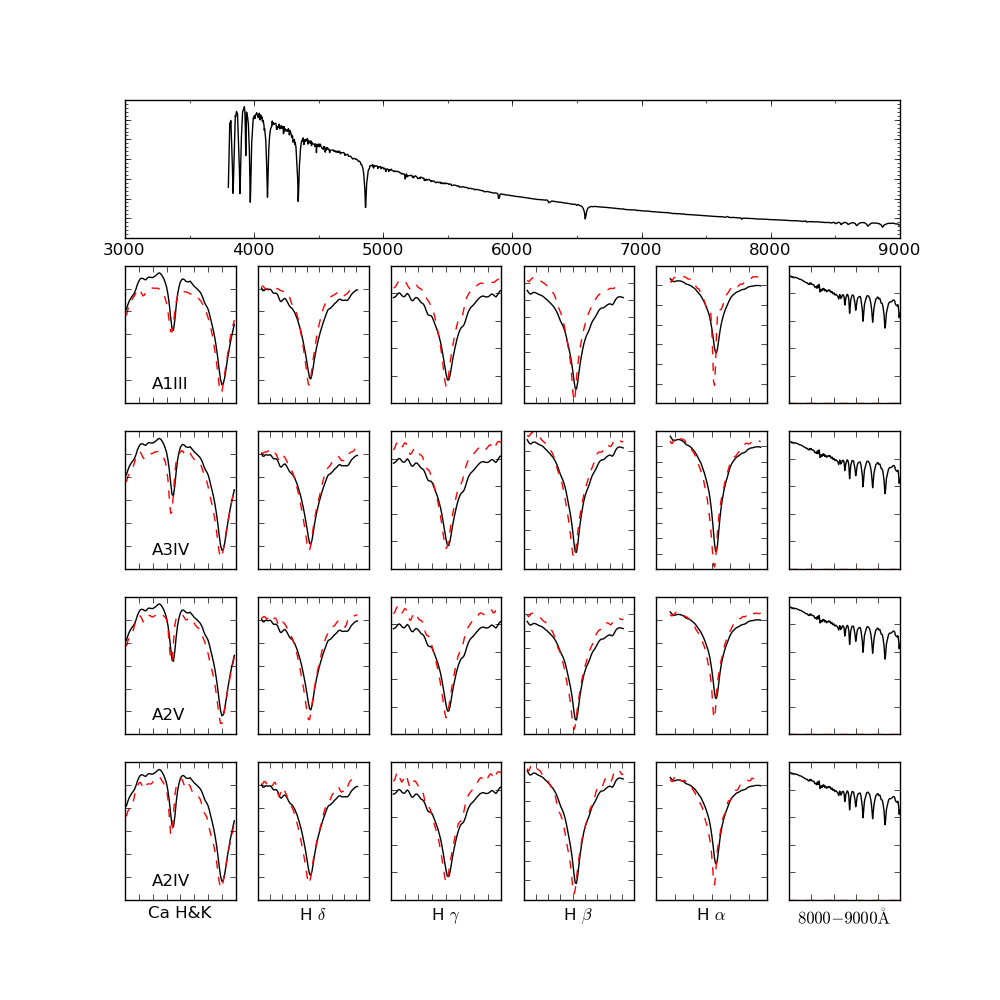 3000 4000 5000 6000 7000 8000 9000
A1III
A3IV
A2V
A2IV
Ca H&K H δ H γ H β H α 8000−9000Å